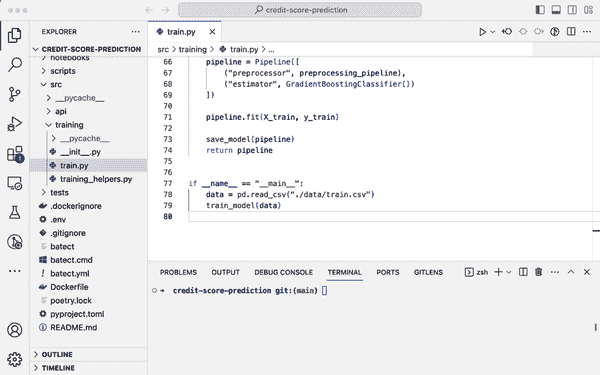 credit-score-prediction
EXPLORER
CREDIT-SCORE-PREDICTION
notebooks
scripts
src
__pycache__
api
training
__pycache__
__init__.py
train.py
training_helpers.py
tests
.dockerignore
.env
.gitignore
batect
batect.cmd
batect.yml
Dockerfile
poetry.lock
pyproject.toml
README.md
OUTLINE
TIMELINE
1
train.py
src > training > train.py > ...
66 pipeline = Pipeline([
67 ("preprocessor", preprocessing_pipeline),
68 ("estimator", GradientBoostingClassifier())
69 ])
70
71 pipeline.fit(X_train, y_train)
72
73 save_model(pipeline)
74 return pipeline
75
76
77 if __name__ == "__main__":
78 data = pd.read_csv("./data/train.csv")
79 train_model(data)
80
PROBLEMS OUTPUT DEBUG CONSOLE TERMINAL PORTS GITLENS
zsh
credit-score-prediction git:(main)